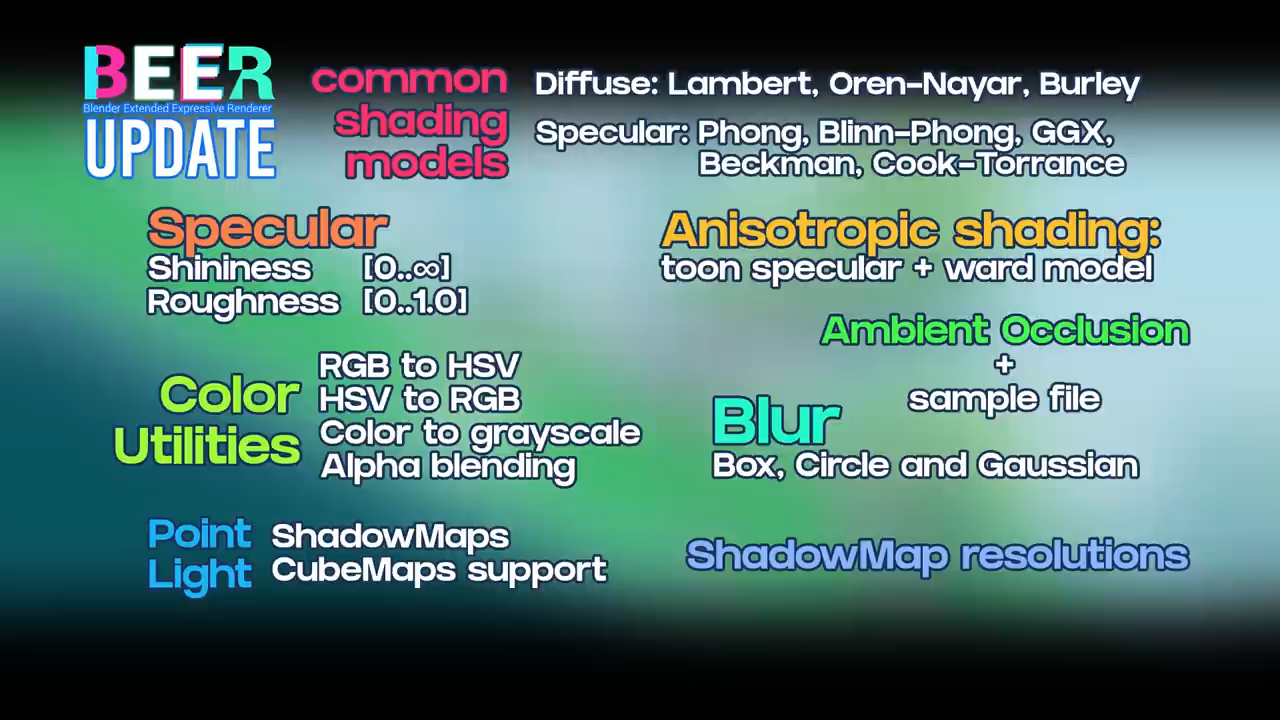 BEER
Blender Extended Expressive Renderer
UPDATE
common
shading
models
Diffuse: Lambert, Oren-Nayar, Burley
Specular: Phong, Blinn-Phong, GGX,
Beckman, Cook-Torrance
Specular
Shininess [0..∞]
Roughness [0..1.0]
Anisotropic shading:
toon specular + ward model
Ambient Occlusion
+
sample file
Color
Utilities
RGB to HSV
HSV to RGB
Color to grayscale
Alpha blending
Blur
Box, Circle and Gaussian
Point
Light
ShadowMaps
CubeMaps support
ShadowMap resolutions